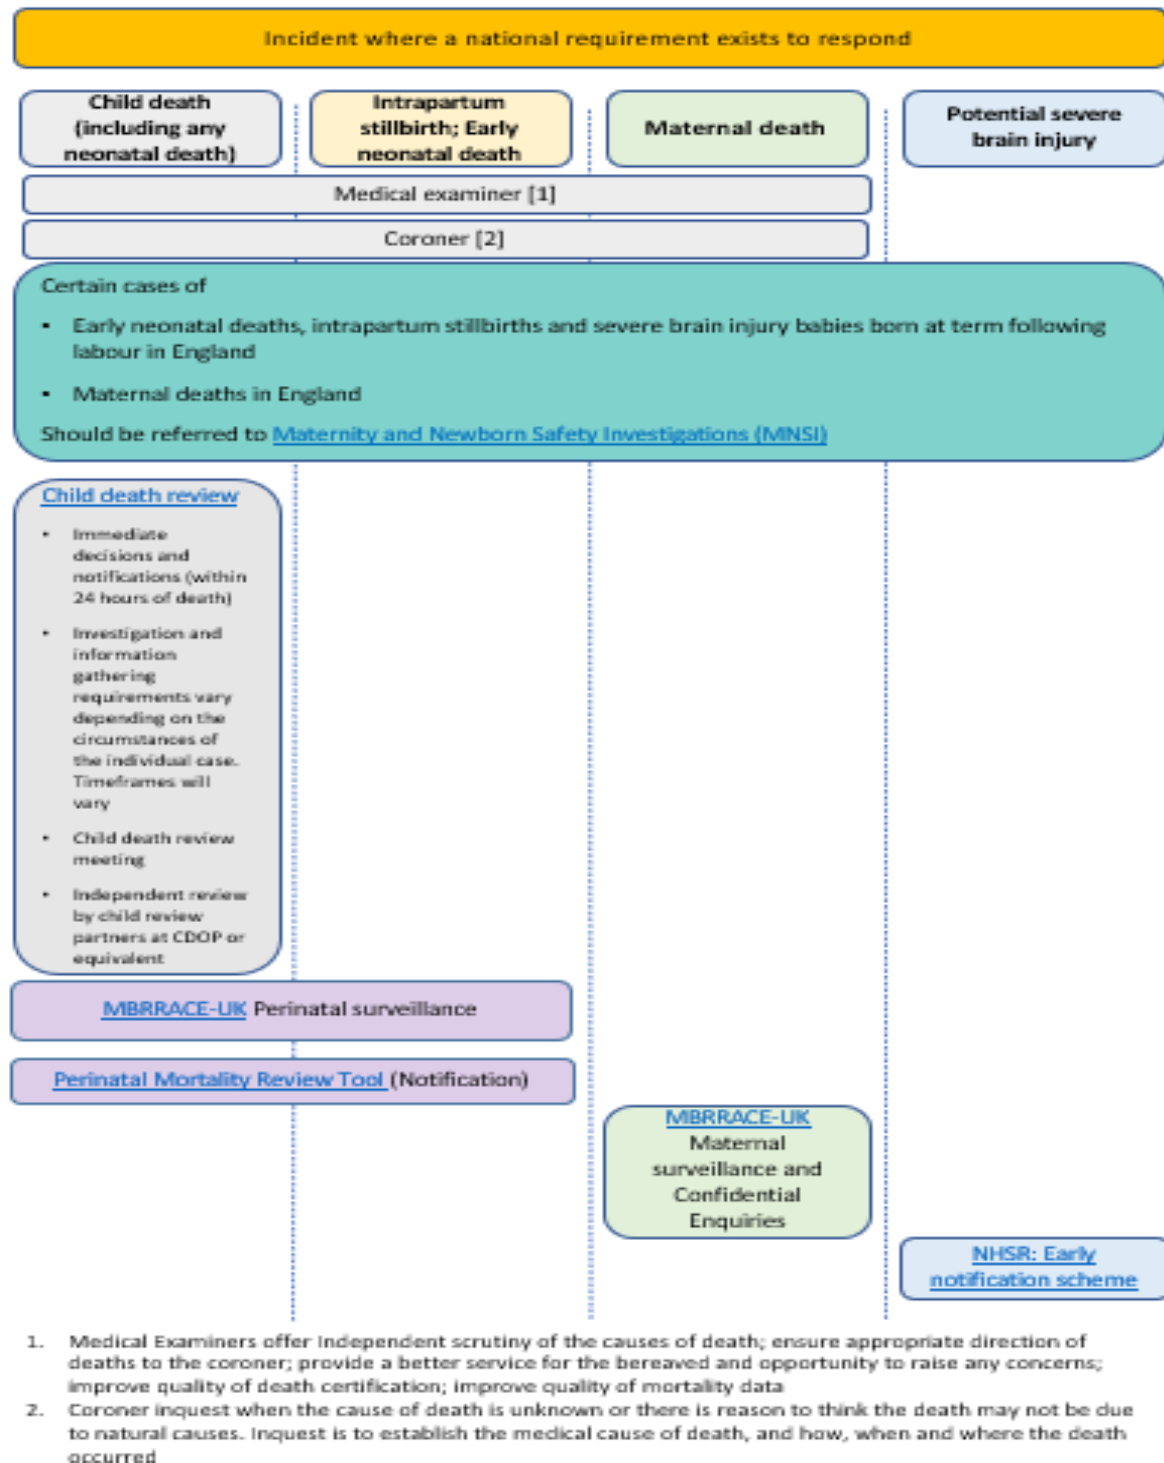 Incident where a national requirement exists to respond
Child death
(including any
neonatal death)
Intrapartum
stillbirth; Early
neonatal death
Maternal death
Potential severe
brain injury
Medical examiner [1]
Coroner [2]
Certain cases of
▪ Early neonatal deaths, intrapartum stillbirths and severe brain injury babies born at term following
labour in England
▪ Maternal deaths in England
Should be referred to Maternity and Newborn Safety Investigations (MNSI)
Child death review
• Immediate
decisions and
notifications (within
24 hours of death)
• Investigation and
information
gathering
requirements vary
depending on the
circumstances of
the individual case.
Timeframes will
vary
• Child death review
meeting
• Independent review
by child review
partners at CDOP or
equivalent
MBRRACE-UK Perinatal surveillance
Perinatal Mortality Review Tool (Notification)
MBRRACE-UK
Maternal
surveillance and
Confidential
Enquiries
NHSR: Early
notification scheme
1. Medical Examiners offer Independent scrutiny of the causes of death; ensure appropriate direction of
deaths to the coroner; provide a better service for the bereaved and opportunity to raise any concerns;
improve quality of death certification; improve quality of mortality data
2. Coroner inquest when the cause of death is unknown or there is reason to think the death may not be due
to natural causes. Inquest is to establish the medical cause of death, and how, when and where the death
occurred